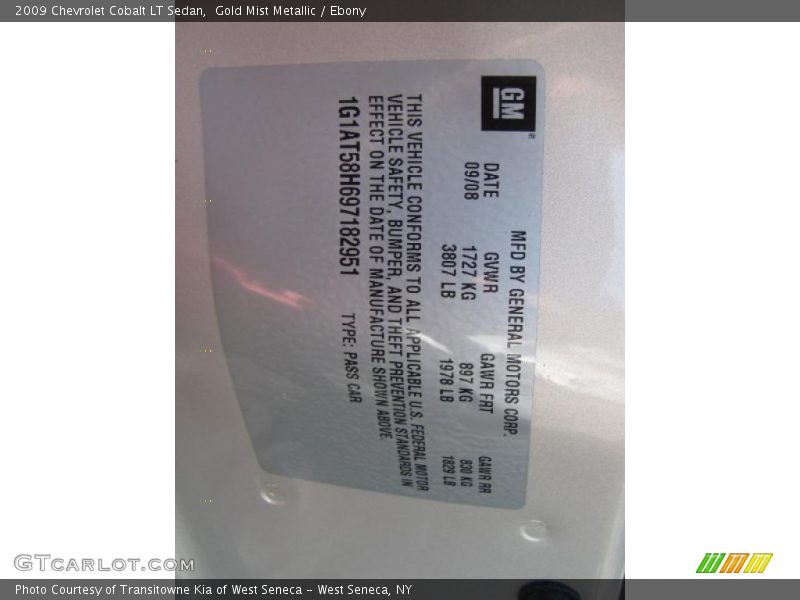 2009 Chevrolet Cobalt LT Sedan,  Gold Mist Metallic / Ebony
GM
MFD BY GENERAL MOTORS CORP.
DATE GVWR GAWR FRT GAWR RR
09/08 1727 KG 897 KG 830 KG
3807 LB 1978 LB 1829 LB
THIS VEHICLE CONFORMS TO ALL APPLICABLE U.S. FEDERAL MOTOR
VEHICLE SAFETY, BUMPER, AND THEFT PREVENTION STANDARDS IN
EFFECT ON THE DATE OF MANUFACTURE SHOWN ABOVE.
1G1AT58H697182951 TYPE: PASS CAR
GTCARLOT.COM
Photo Courtesy of Transitowne Kia of West Seneca - West Seneca, NY